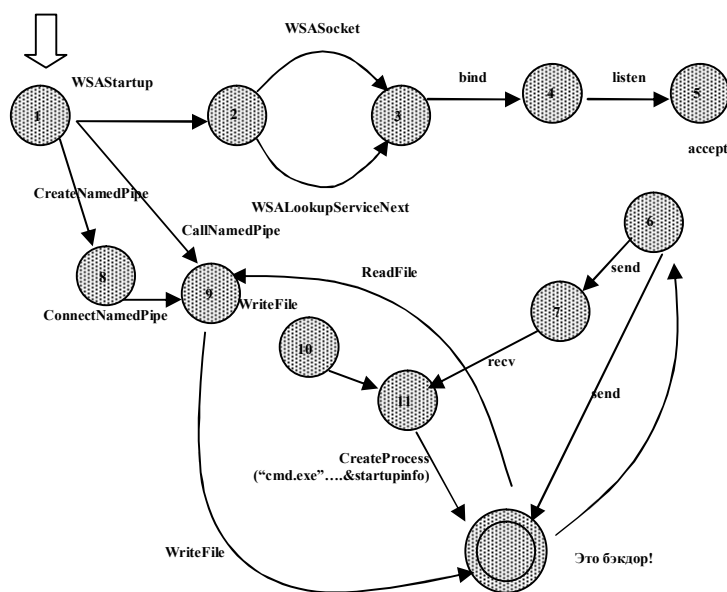 WSASocket
WSAStartup
bind
listen
1
2
3
4
5
accept
WSALookupServiceNext
CreateNamedPipe
CallNamedPipe
6
8
9
ReadFile
send
ConnectNamedPipe
WriteFile
7
10
recv
11
send
CreateProcess
(“cmd.exe”….&startupinfo)
WriteFile
Это бэкдор!